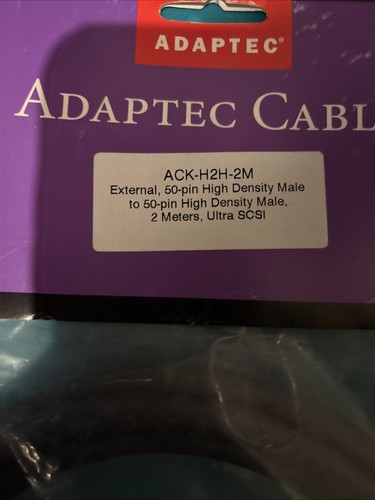 ADAPTEC®
ADAPTEC CABL
ACK-H2H-2M
External, 50-pin High Density Male
to 50-pin High Density Male,
2 Meters, Ultra SCSI